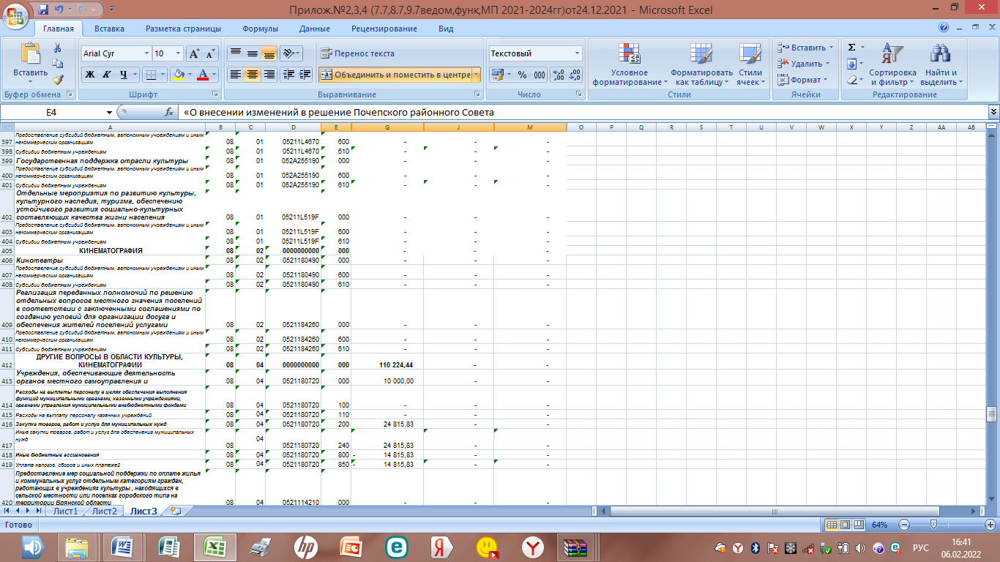 Прилож.№2,3,4 (7.7,8.7,9.7ведом,функ,МП 2021-2024гг)от24.12.2021 - Microsoft Excel
Главная Вставка Разметка страницы Формулы Данные Рецензирование Вид
Arial Cyr 10 Перенос текста Текстовый Вставить Удалить Формат
Вставить Ж К Ч Объединить и поместить в центре % 000 Условное форматирование Форматировать как таблицу Стили ячеек Сортировка и фильтр Найти и выделить
Буфер обмена Шрифт Выравнивание Число Стили Ячейки Редактирование
E4 fx «О внесении изменений в решение Почепского районного Совета
A B C D E G J M O P Q R S T U V W X Y Z AA AB
Предоставление субсидий бюджетным, автономным учреждениям и иным
397 некоммерческим организациям 08 01 05211L4670 600 - - -
398 Субсидии бюджетным учреждениям 08 01 05211L4670 610 - - -
399 Государственная поддержка отрасли культуры 08 01 052A255190 000 - - -
Предоставление субсидий бюджетным, автономным учреждениям и иным
400 некоммерческим организациям 08 01 052A255190 600 - - -
401 Субсидии бюджетным учреждениям 08 01 052A255190 610 - - -
Отдельные мероприятия по развитию культуры,
культурного наследия, туризма, обеспечению
устойчивого развития социально-культурных
402 составляющих качества жизни населения 08 01 05211L519F 000 - - -
Предоставление субсидий бюджетным, автономным учреждениям и иным
403 некоммерческим организациям 08 01 05211L519F 600 - - -
404 Субсидии бюджетным учреждениям 08 01 05211L519F 610 - - -
405 КИНЕМАТОГРАФИЯ 08 02 0000000000 000 - - -
406 Кинотеатры 08 02 0521180490 000 - - -
Предоставление субсидий бюджетным, автономным учреждениям и иным
407 некоммерческим организациям 08 02 0521180490 600 - - -
408 Субсидии бюджетным учреждениям 08 02 0521180490 610 - - -
Реализация переданных полномочий по решению
отдельных вопросов местного значения поселений
в соответствии с заключенными соглашениями по
созданию условий для организации досуга и
409 обеспечения жителей поселений услугами 08 02 0521184260 000 - - -
Предоставление субсидий бюджетным, автономным учреждениям и иным
410 некоммерческим организациям 08 02 0521184260 600 - - -
411 Субсидии бюджетным учреждениям 08 02 0521184260 610 - - -
ДРУГИЕ ВОПРОСЫ В ОБЛАСТИ КУЛЬТУРЫ,
412 КИНЕМАТОГРАФИИ 08 04 0000000000 000 110 224,44 - -
Учреждения, обеспечивающие деятельность
413 органов местного самоуправления и 08 04 0521180720 000 10 000,00 - -
Расходы на выплаты персоналу в целях обеспечения выполнения
функций муниципальными органами, казенными учреждениями,
414 органами управления муниципальными внебюджетными фондами 08 04 0521180720 100 - - -
415 Расходы на выплату персоналу казенных учреждений 08 04 0521180720 110 - - -
416 Закупка товаров, работ и услуг для муниципальных нужд 08 04 0521180720 200 24 815,83 - -
Иные закупки товаров, работ и услуг для обеспечения муниципальных
нужд 04
417 08 0521180720 240 24 815,83 - -
418 Иные бюджетные ассигнования 08 04 0521180720 800 - 14 815,83 - -
419 Уплата налогов, сборов и иных платежей 08 04 0521180720 850 - 14 815,83 - -
Предоставление мер социальной поддержки по оплате жилья
и коммунальных услуг отдельным категориям граждан,
работающих в учреждениях культуры , находящихся в
сельской местности или поселках городского типа на
420 территории Брянской области 08 04 0521114210 000 - - -
Лист1 Лист2 Лист3
Готово 64%
РУС 16:41
06.02.2022